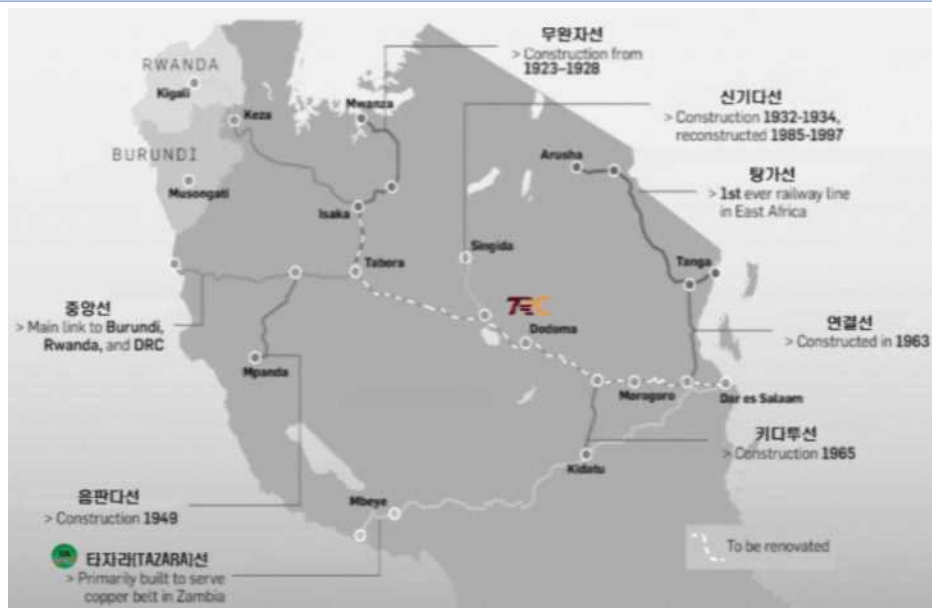 무완자선
> Construction from
1923-1928
신기다선
> Construction 1932-1934,
reconstructed 1985-1997
탕가선
> 1st ever railway line
in East Africa
RWANDA
Kigali
Keza
Mwanza
BURUNDI
Musongati
Isaka
Arusha
Singida
Tabora
Tanga
중앙선
> Main link to Burundi,
Rwanda, and DRC
TRC
Dodoma
연결선
> Constructed in 1963
Mpanda
Morogoro
Dar es Salaam
키다투선
> Construction 1965
Kidatu
음판다선
> Construction 1949
Mbeye
타자라(TAZARA)선
> Primarily built to serve
copper belt in Zambia
To be renovated